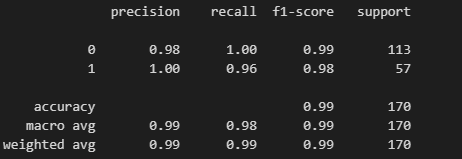 precision recall f1-score support
0 0.98 1.00 0.99 113
1 1.00 0.96 0.98 57
accuracy 0.99 170
macro avg 0.99 0.98 0.99 170
weighted avg 0.99 0.99 0.99 170